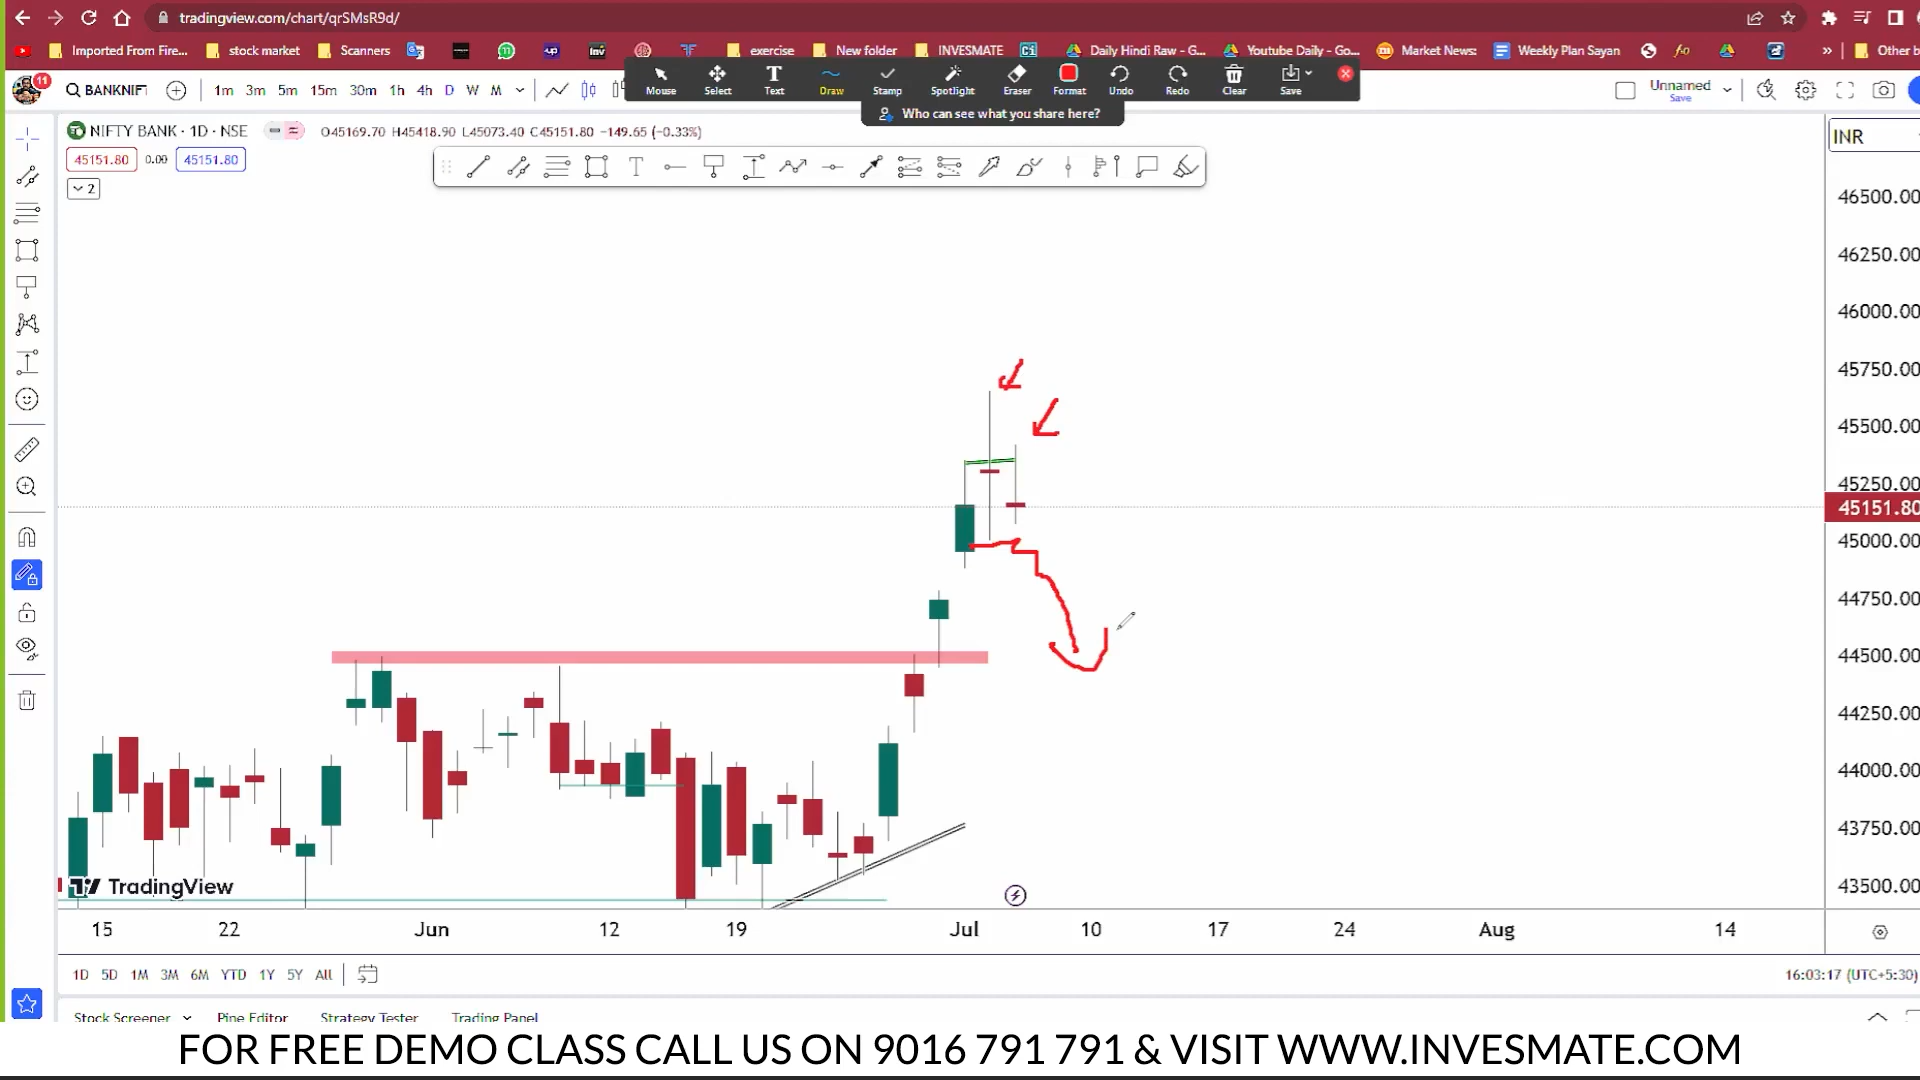 tradingview.com/chart/qrSMsR9d/
Imported From Fire... stock market Scanners up inv exercise New folder INVESMATE Ci Daily Hindi Raw - G... Youtube Daily - Go... Market News: Weekly Plan Sayan Other b
11 BANKNIFT 1m 3m 5m 15m 30m 1h 4h D W M Mouse Select Text Draw Stamp Spotlight Eraser Format Undo Redo Clear Save Unnamed
Save
Who can see what you share here?
NIFTY BANK · 1D · NSE O45169.70 H45418.90 L45073.40 C45151.80 −149.65 (−0.33%)
INR
45151.80 0.00 45151.80
2
46500.00
46250.00
46000.00
45750.00
45500.00
45250.00
45151.80
45000.00
44750.00
44500.00
44250.00
44000.00
43750.00
43500.00
TradingView
15 22 Jun 12 19 Jul 10 17 24 Aug 14
1D 5D 1M 3M 6M YTD 1Y 5Y All 16:03:17 (UTC+5:30)
Stock Screener Pine Editor Strategy Tester Trading Panel
FOR FREE DEMO CLASS CALL US ON 9016 791 791 & VISIT WWW.INVESMATE.COM